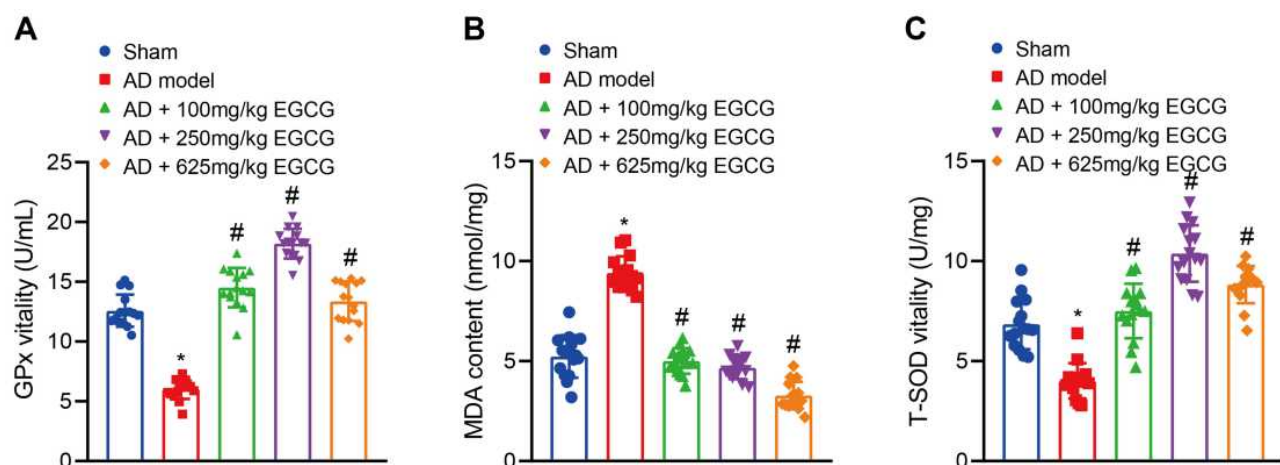 A
Sham
AD model
AD + 100mg/kg EGCG
AD + 250mg/kg EGCG
AD + 625mg/kg EGCG
GPx vitality (U/mL)
25
20
15
10
5
0
*
#
#
#
B
Sham
AD model
AD + 100mg/kg EGCG
AD + 250mg/kg EGCG
AD + 625mg/kg EGCG
MDA content (nmol/mg)
15
10
5
0
*
#
#
#
C
Sham
AD model
AD + 100mg/kg EGCG
AD + 250mg/kg EGCG
AD + 625mg/kg EGCG
T-SOD vitality (U/mg)
15
10
5
0
*
#
#
#